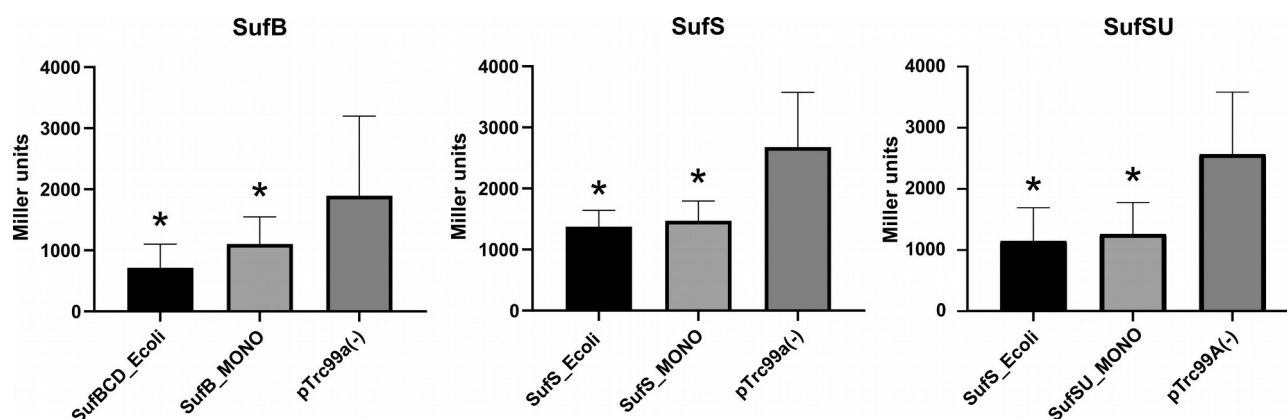 SufB
Miller units
4000
3000
2000
1000
0
*
*
SufBCD_Ecoli
SufB_MONO
pTrc99a(-)
SufS
Miller units
4000
3000
2000
1000
0
*
*
SufS_Ecoli
SufS_MONO
pTrc99a(-)
SufSU
Miller units
4000
3000
2000
1000
0
*
*
SufS_Ecoli
SufSU_MONO
pTrc99A(-)